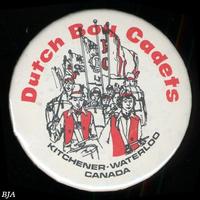 Dutch Boy Cadets
KITCHENER-WATERLOO
CANADA
BJA